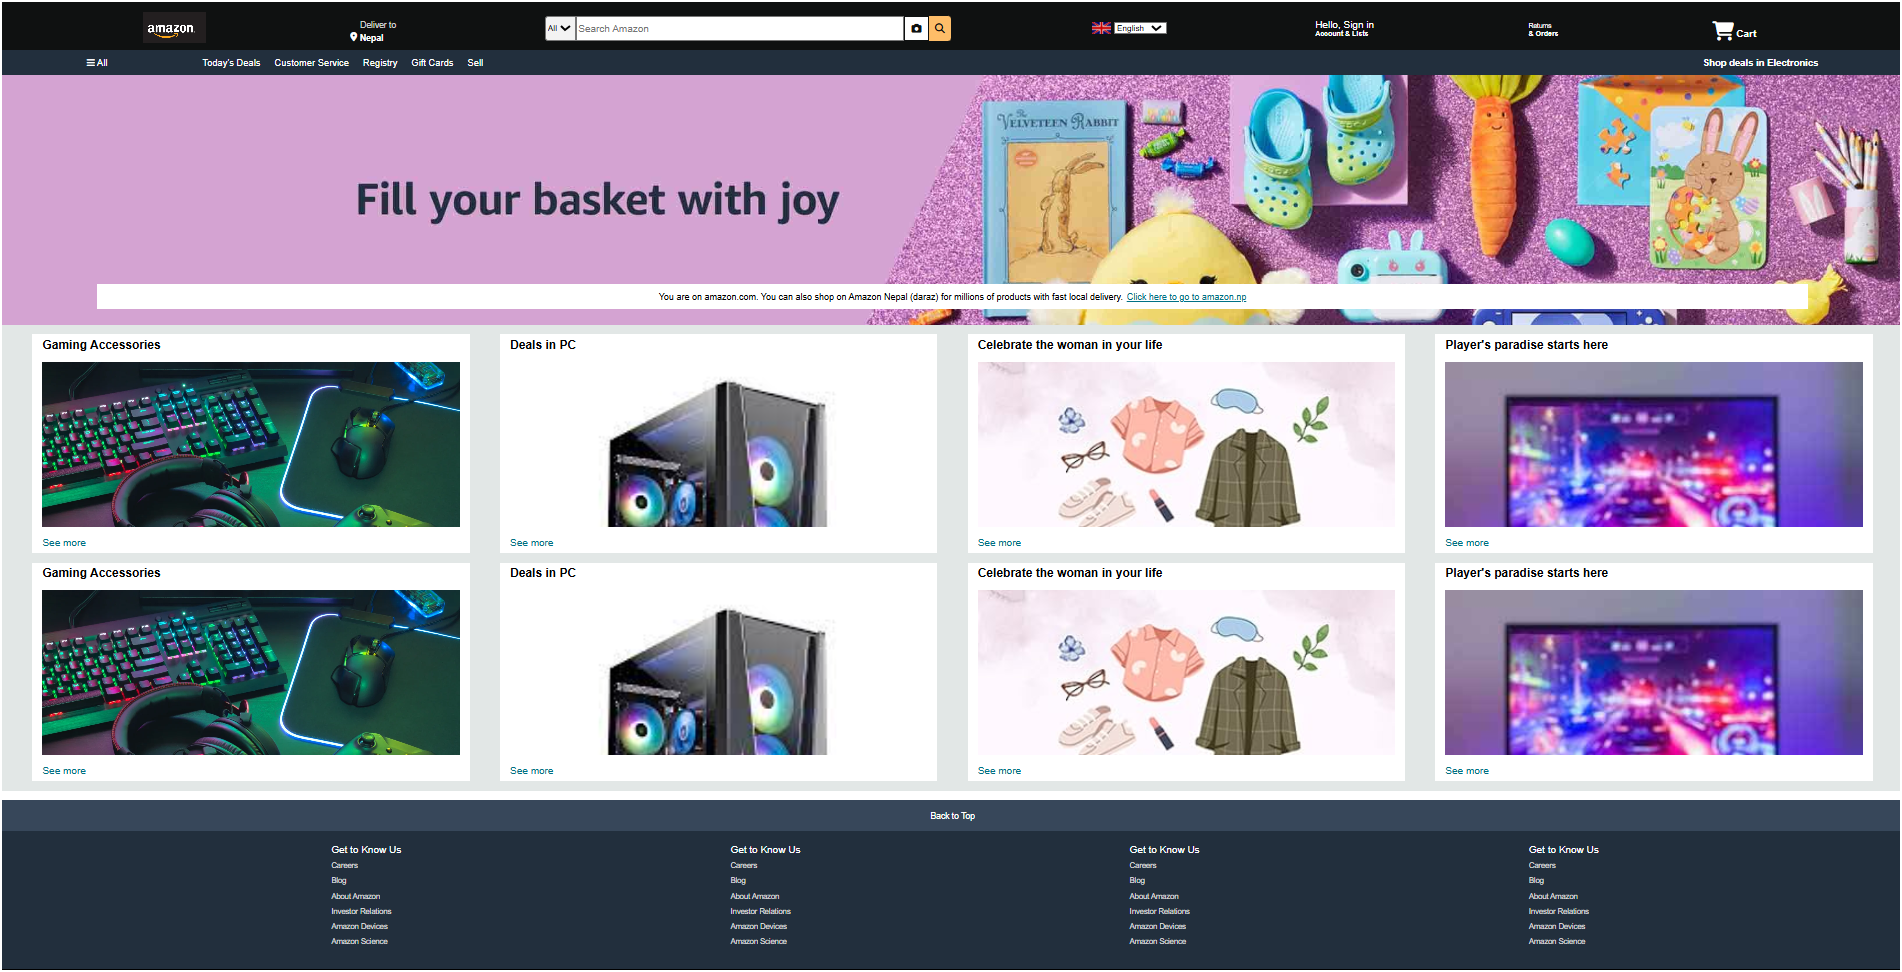 amazon
Deliver to
Nepal
All
Search Amazon
English
Hello, Sign in
Account & Lists
Returns
& Orders
Cart
All
Today's Deals
Customer Service
Registry
Gift Cards
Sell
Shop deals in Electronics
Fill your basket with joy
The
VELVETEEN RABBIT
You are on amazon.com. You can also shop on Amazon Nepal (daraz) for millions of products with fast local delivery. Click here to go to amazon.np
Gaming Accessories
Deals in PC
Celebrate the woman in your life
Player's paradise starts here
See more
See more
See more
See more
Gaming Accessories
Deals in PC
Celebrate the woman in your life
Player's paradise starts here
See more
See more
See more
See more
Back to Top
Get to Know Us
Careers
Blog
About Amazon
Investor Relations
Amazon Devices
Amazon Science
Get to Know Us
Careers
Blog
About Amazon
Investor Relations
Amazon Devices
Amazon Science
Get to Know Us
Careers
Blog
About Amazon
Investor Relations
Amazon Devices
Amazon Science
Get to Know Us
Careers
Blog
About Amazon
Investor Relations
Amazon Devices
Amazon Science